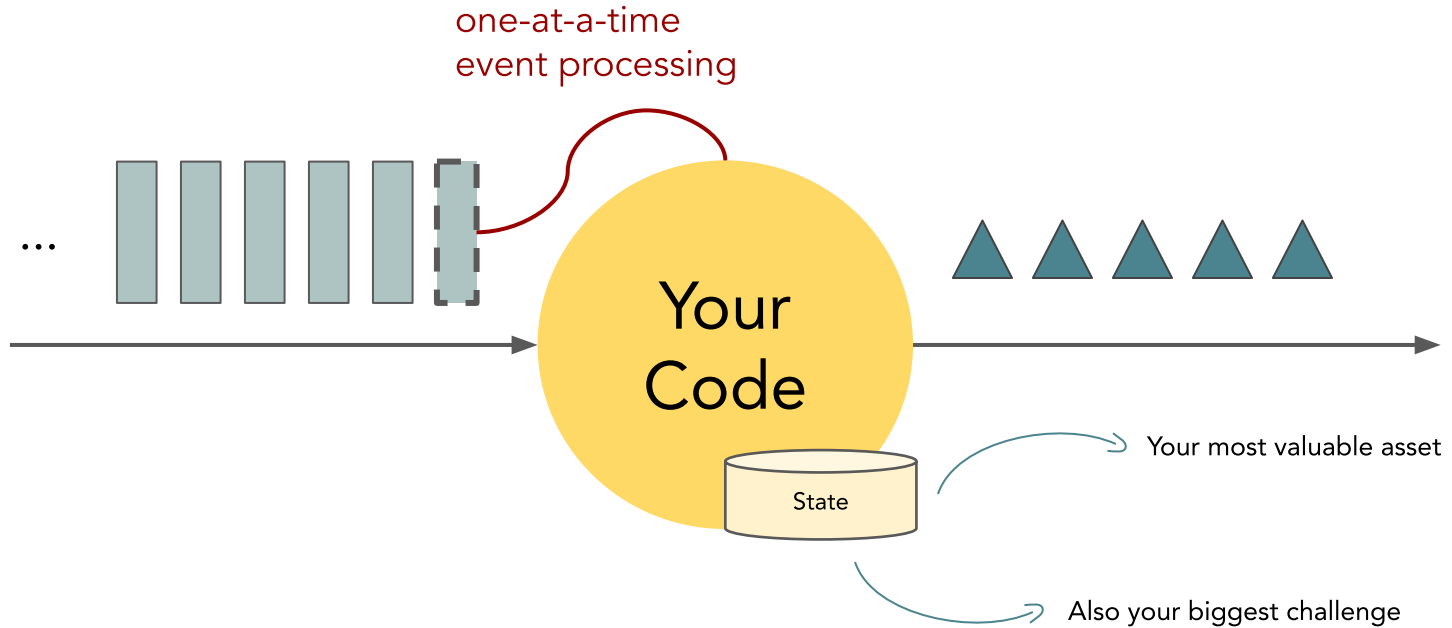 one-at-a-time
event processing
...
Your
Code
State
Your most valuable asset
Also your biggest challenge